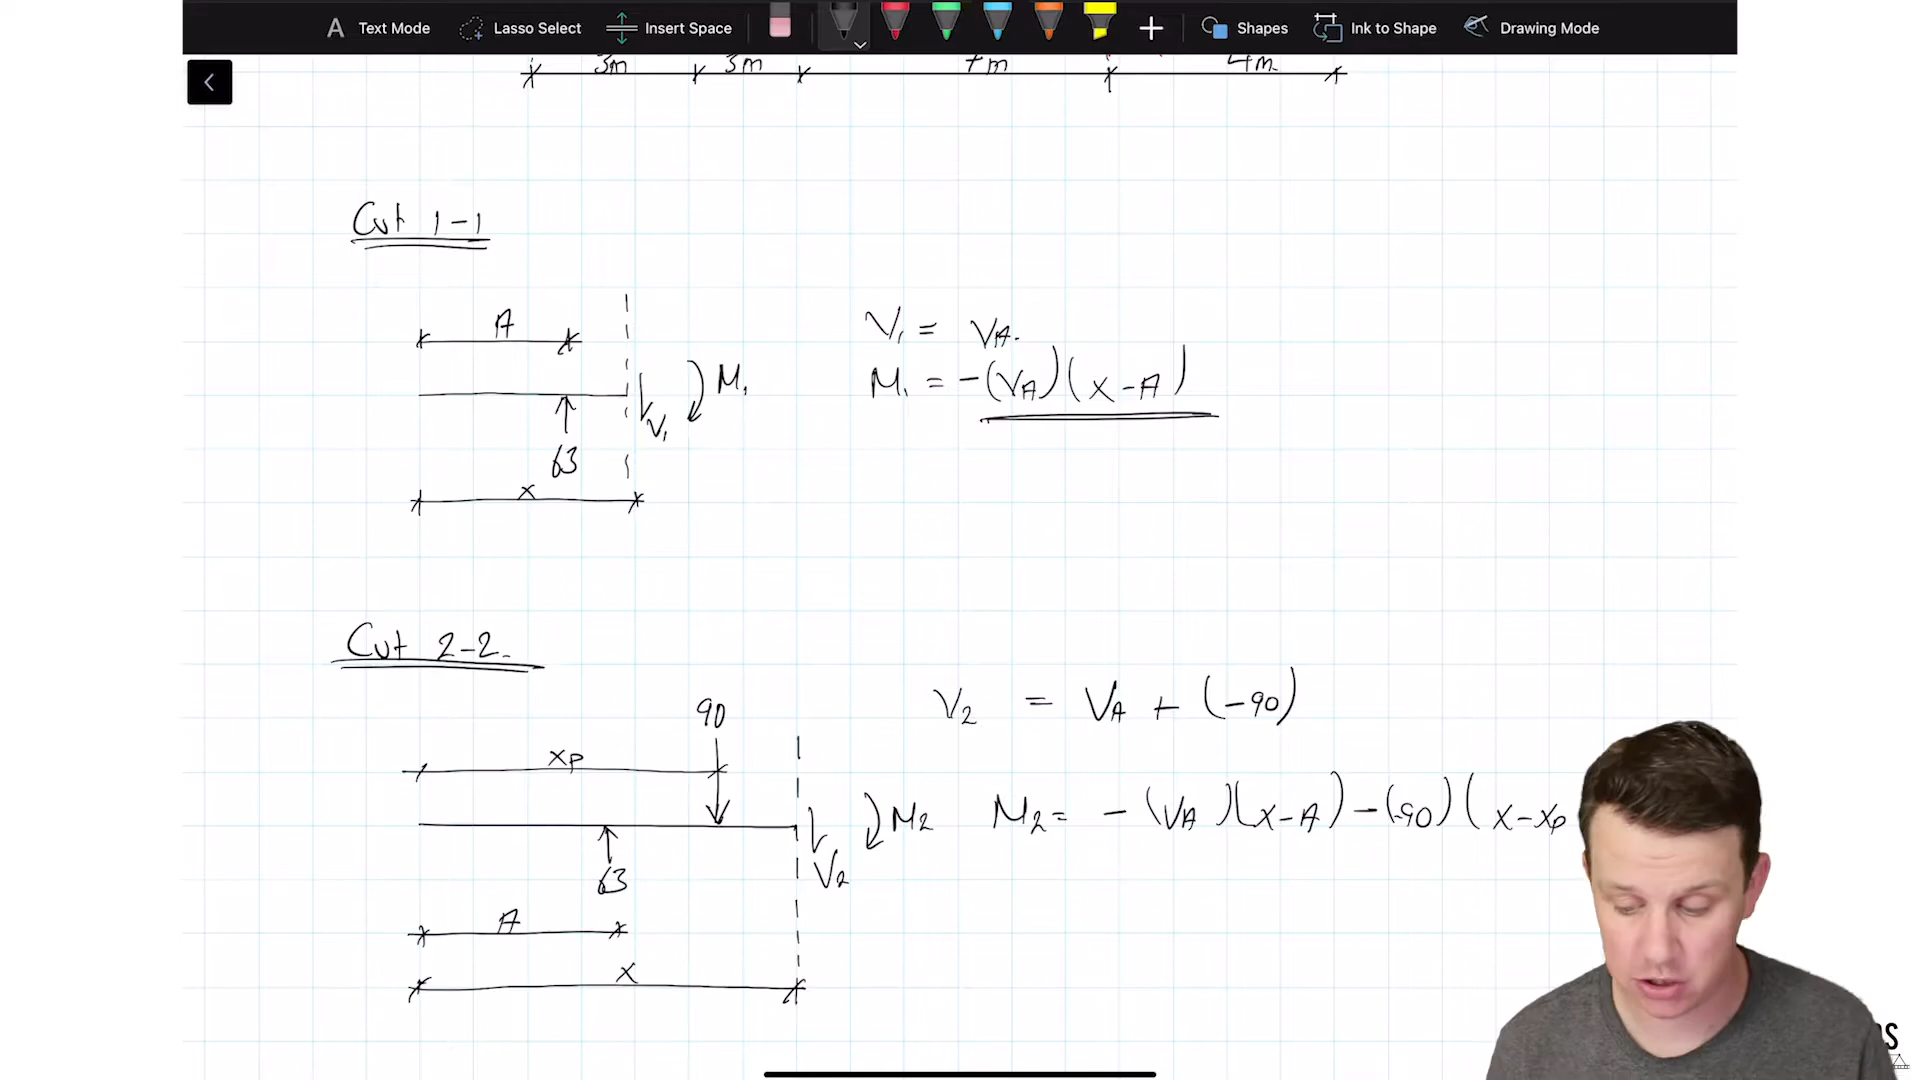 Text Mode Lasso Select Insert Space Shapes Ink to Shape Drawing Mode
3m 3m 7m 4m
Cut 1-1
A
V₁ = VA.
M₁
M₁ = -(VA)(x-A)
V₁
63
x
Cut 2-2.
90
V₂ = VA + (-90)
xp
M₂
M₂ = -(VA)(x-A) - (-90)(x-xp
V₂
63
A
x